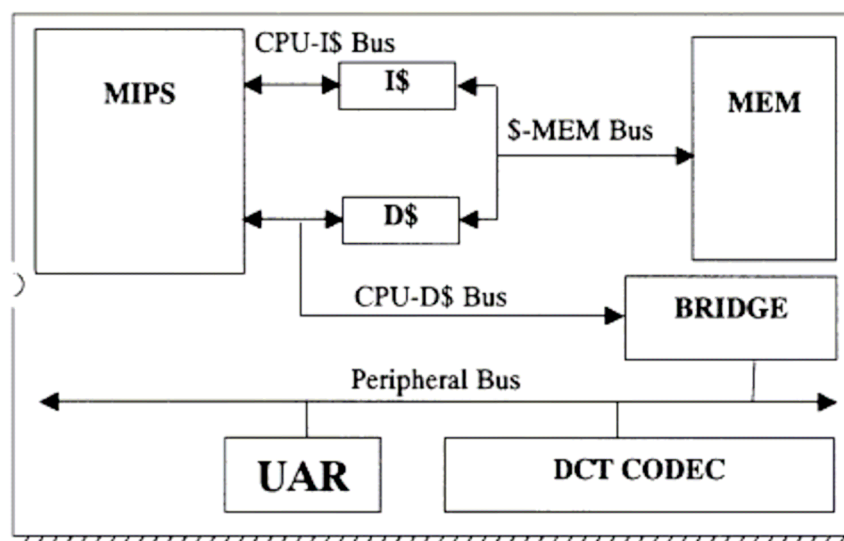 CPU-I$ Bus
MIPS
I$
MEM
$-MEM Bus
D$
CPU-D$ Bus
BRIDGE
Peripheral Bus
UAR
DCT CODEC